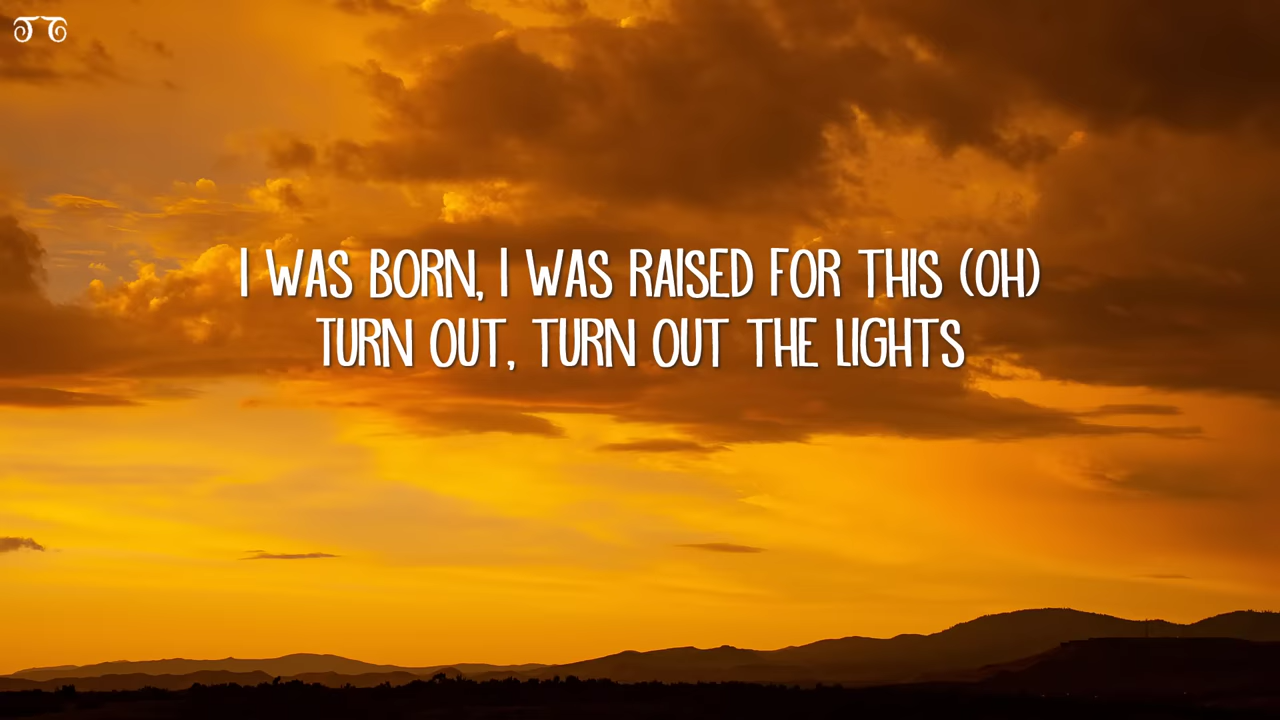 I WAS BORN, I WAS RAISED FOR THIS (OH)
TURN OUT, TURN OUT THE LIGHTS